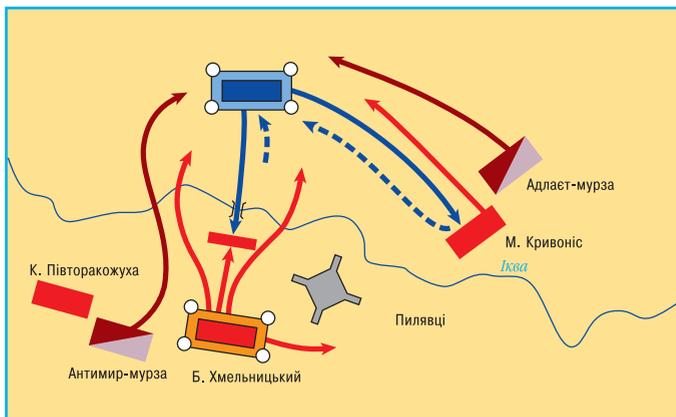 Адлаєт-мурза
М. Кривоніс
Іква
К. Півторакожуха
Пилявці
Антимир-мурза
Б. Хмельницький